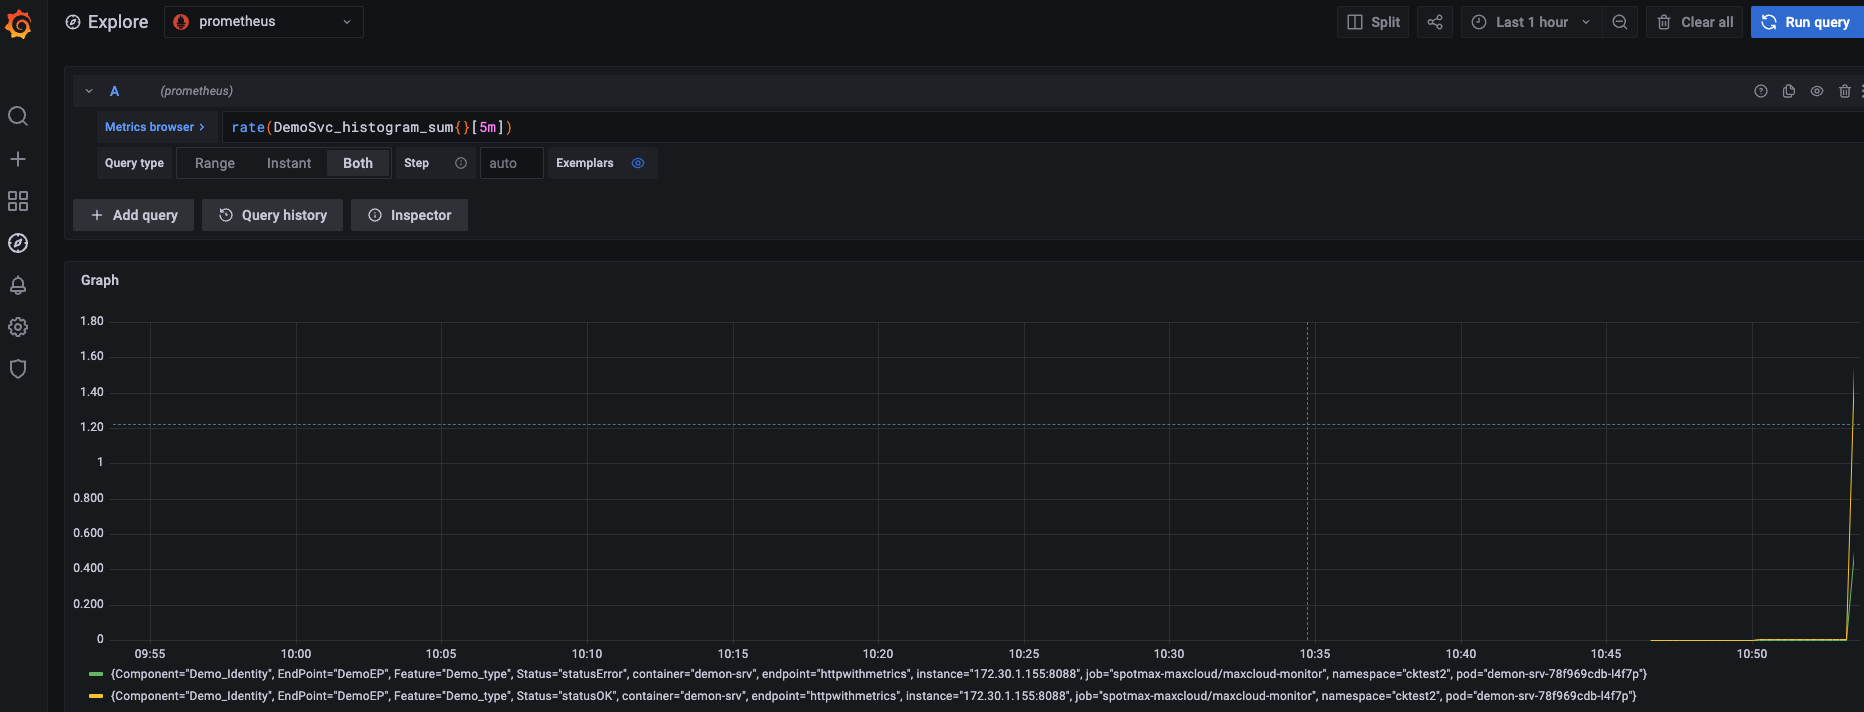 Explore prometheus Split Last 1 hour Clear all Run query
A (prometheus)
Metrics browser > rate(DemoSvc_histogram_sum{}[5m])
Query type Range Instant Both Step auto Exemplars
+ Add query Query history Inspector
Graph
1.80
1.60
1.40
1.20
1
0.800
0.600
0.400
0.200
0
09:55 10:00 10:05 10:10 10:15 10:20 10:25 10:30 10:35 10:40 10:45 10:50
{Component="Demo_Identity", EndPoint="DemoEP", Feature="Demo_type", Status="statusError", container="demon-srv", endpoint="httpwithmetrics", instance="172.30.1.155:8088", job="spotmax-maxcloud/maxcloud-monitor", namespace="cktest2", pod="demon-srv-78f969cdb-l4f7p"}
{Component="Demo_Identity", EndPoint="DemoEP", Feature="Demo_type", Status="statusOK", container="demon-srv", endpoint="httpwithmetrics", instance="172.30.1.155:8088", job="spotmax-maxcloud/maxcloud-monitor", namespace="cktest2", pod="demon-srv-78f969cdb-l4f7p"}